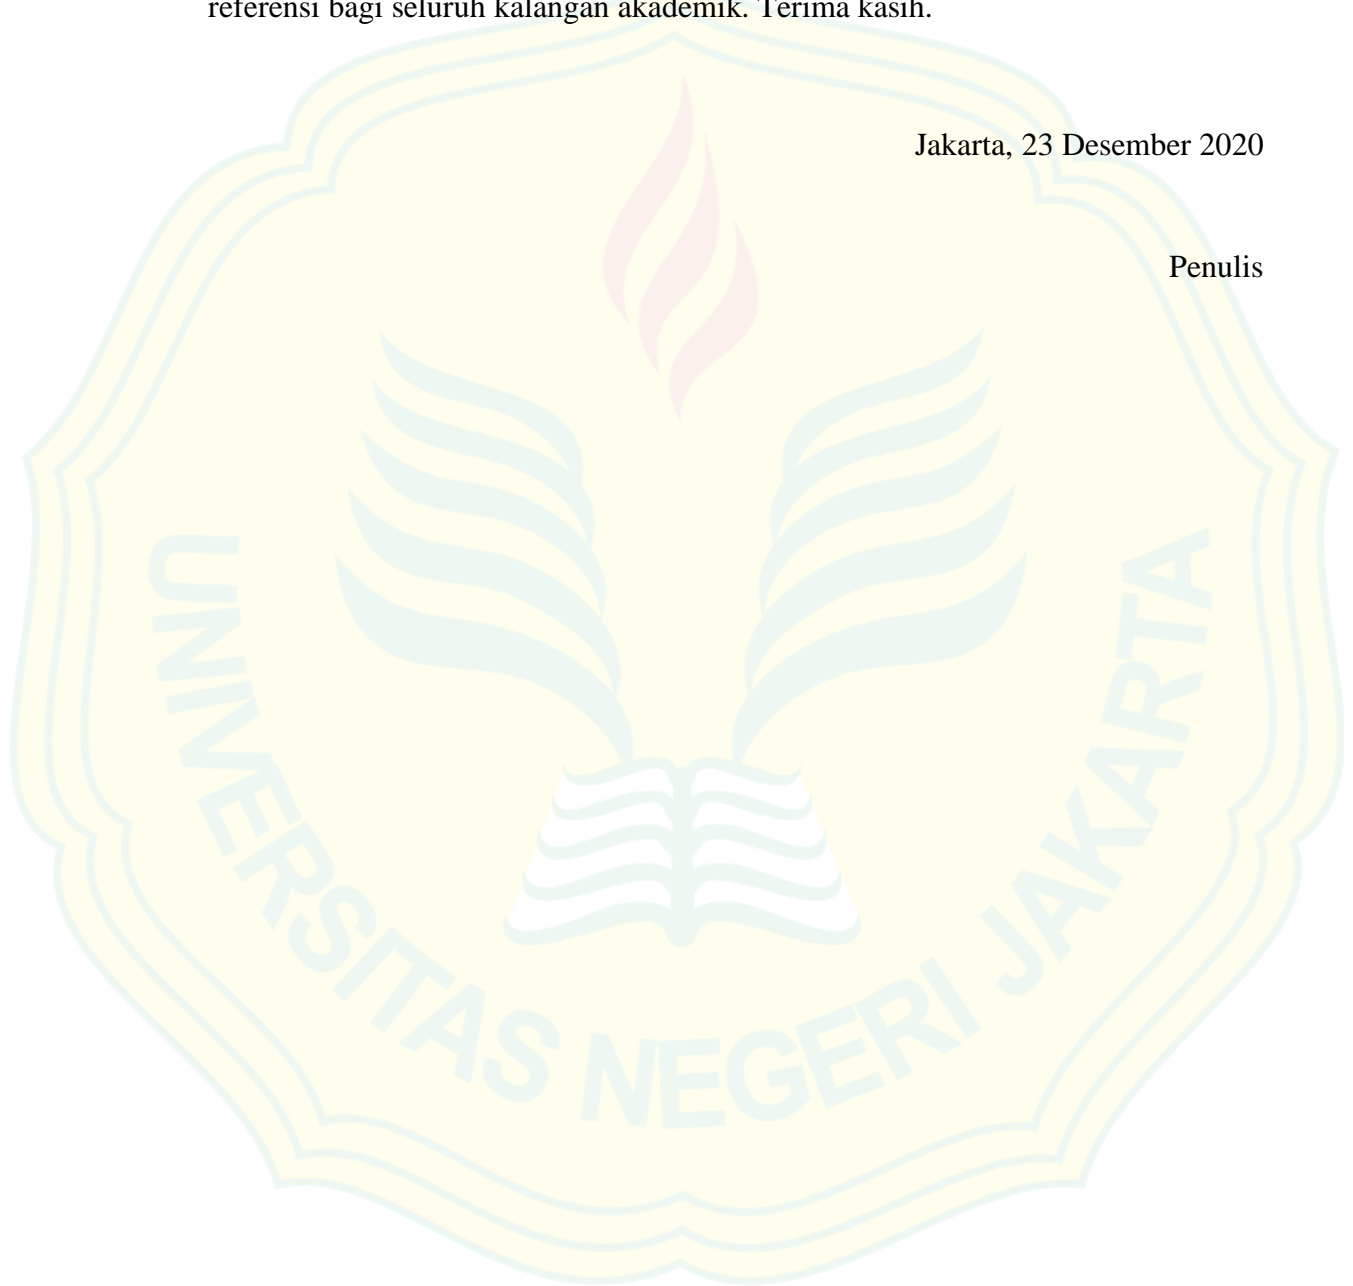 referensi bagi seluruh kalangan akademik. Terima kasih.
Jakarta, 23 Desember 2020
Penulis
UNIVERSITAS NEGERI JAKARTA